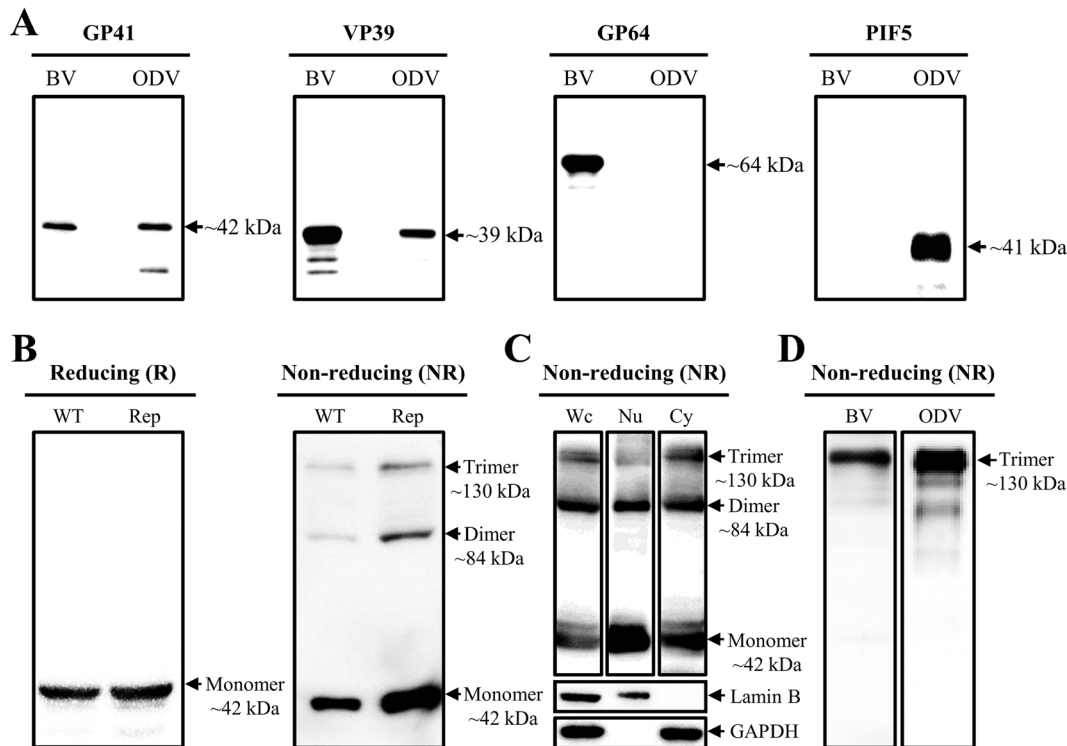 A
GP41
VP39
GP64
PIF5
BV ODV
BV ODV
BV ODV
BV ODV
~42 kDa
~39 kDa
~64 kDa
~41 kDa
B
Reducing (R)
WT Rep
Monomer
~42 kDa
Non-reducing (NR)
WT Rep
Trimer
~130 kDa
Dimer
~84 kDa
Monomer
~42 kDa
C
Non-reducing (NR)
Wc Nu Cy
Trimer
~130 kDa
Dimer
~84 kDa
Monomer
~42 kDa
Lamin B
GAPDH
D
Non-reducing (NR)
BV ODV
Trimer
~130 kDa